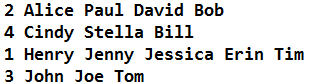 2 Alice Paul David Bob
4 Cindy Stella Bill
1 Henry Jenny Jessica Erin Tim
3 John Joe Tom